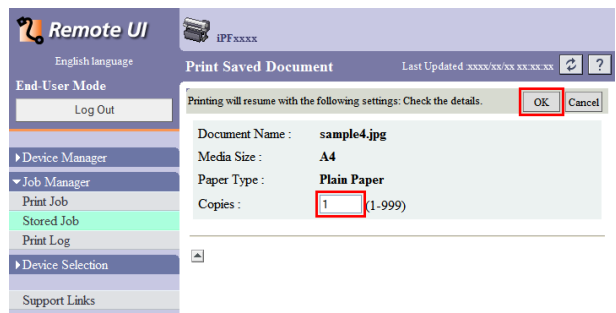 Remote UI
English language
End-User Mode
Log Out
Device Manager
Job Manager
Print Job
Stored Job
Print Log
Device Selection
Support Links
iPFxxxx
Print Saved Document
Last Updated :xxxx/xx/xx xx:xx:xx
?
Printing will resume with the following settings: Check the details.
OK
Cancel
Document Name : sample4.jpg
Media Size : A4
Paper Type : Plain Paper
Copies : 1 (1-999)